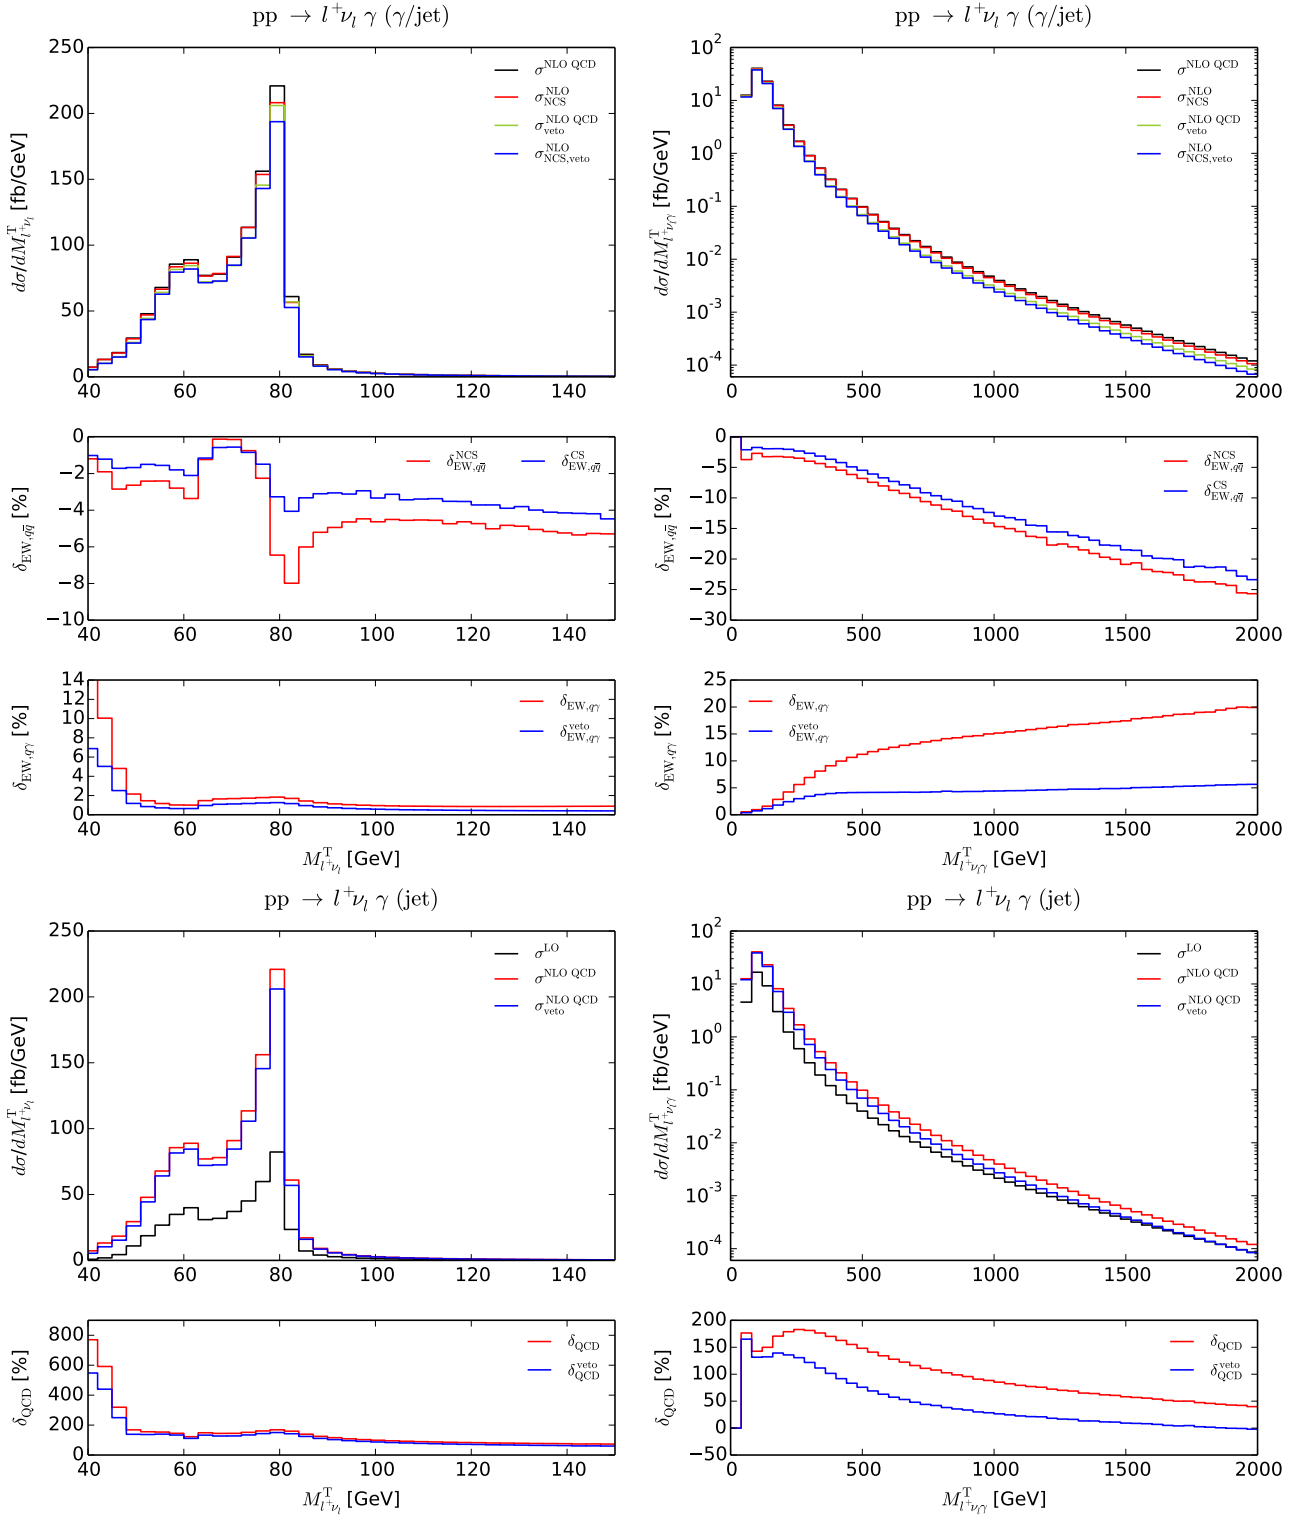 pp → l⁺ν_l γ (γ/jet)
250
200
150
100
50
0
40 60 80 100 120 140
dσ/dM^T_{l⁺ν_l} [fb/GeV]
σ^{NLO QCD}
σ^{NLO}_{NCS}
σ^{NLO QCD}_{veto}
σ^{NLO}_{NCS,veto}
0
−2
−4
−6
−8
−10
40 60 80 100 120 140
δ_{EW,qq̅} [%]
δ^{NCS}_{EW,qq̅} δ^{CS}_{EW,qq̅}
14
12
10
8
6
4
2
0
40 60 80 100 120 140
δ_{EW,qγ} [%]
δ_{EW,qγ}
δ^{veto}_{EW,qγ}
M^T_{l⁺ν_l} [GeV]
pp → l⁺ν_l γ (γ/jet)
10²
10¹
10⁰
10⁻¹
10⁻²
10⁻³
10⁻⁴
0 500 1000 1500 2000
dσ/dM^T_{l⁺ν_lγ} [fb/GeV]
σ^{NLO QCD}
σ^{NLO}_{NCS}
σ^{NLO QCD}_{veto}
σ^{NLO}_{NCS,veto}
0
−5
−10
−15
−20
−25
−30
0 500 1000 1500 2000
δ_{EW,qq̅} [%]
δ^{NCS}_{EW,qq̅}
δ^{CS}_{EW,qq̅}
25
20
15
10
5
0
0 500 1000 1500 2000
δ_{EW,qγ} [%]
δ_{EW,qγ}
δ^{veto}_{EW,qγ}
M^T_{l⁺ν_lγ} [GeV]
pp → l⁺ν_l γ (jet)
250
200
150
100
50
0
40 60 80 100 120 140
dσ/dM^T_{l⁺ν_l} [fb/GeV]
σ^{LO}
σ^{NLO QCD}
σ^{NLO QCD}_{veto}
800
600
400
200
0
40 60 80 100 120 140
δ_{QCD} [%]
δ_{QCD}
δ^{veto}_{QCD}
M^T_{l⁺ν_l} [GeV]
pp → l⁺ν_l γ (jet)
10²
10¹
10⁰
10⁻¹
10⁻²
10⁻³
10⁻⁴
0 500 1000 1500 2000
dσ/dM^T_{l⁺ν_lγ} [fb/GeV]
σ^{LO}
σ^{NLO QCD}
σ^{NLO QCD}_{veto}
200
150
100
50
0
−50
0 500 1000 1500 2000
δ_{QCD} [%]
δ_{QCD}
δ^{veto}_{QCD}
M^T_{l⁺ν_lγ} [GeV]